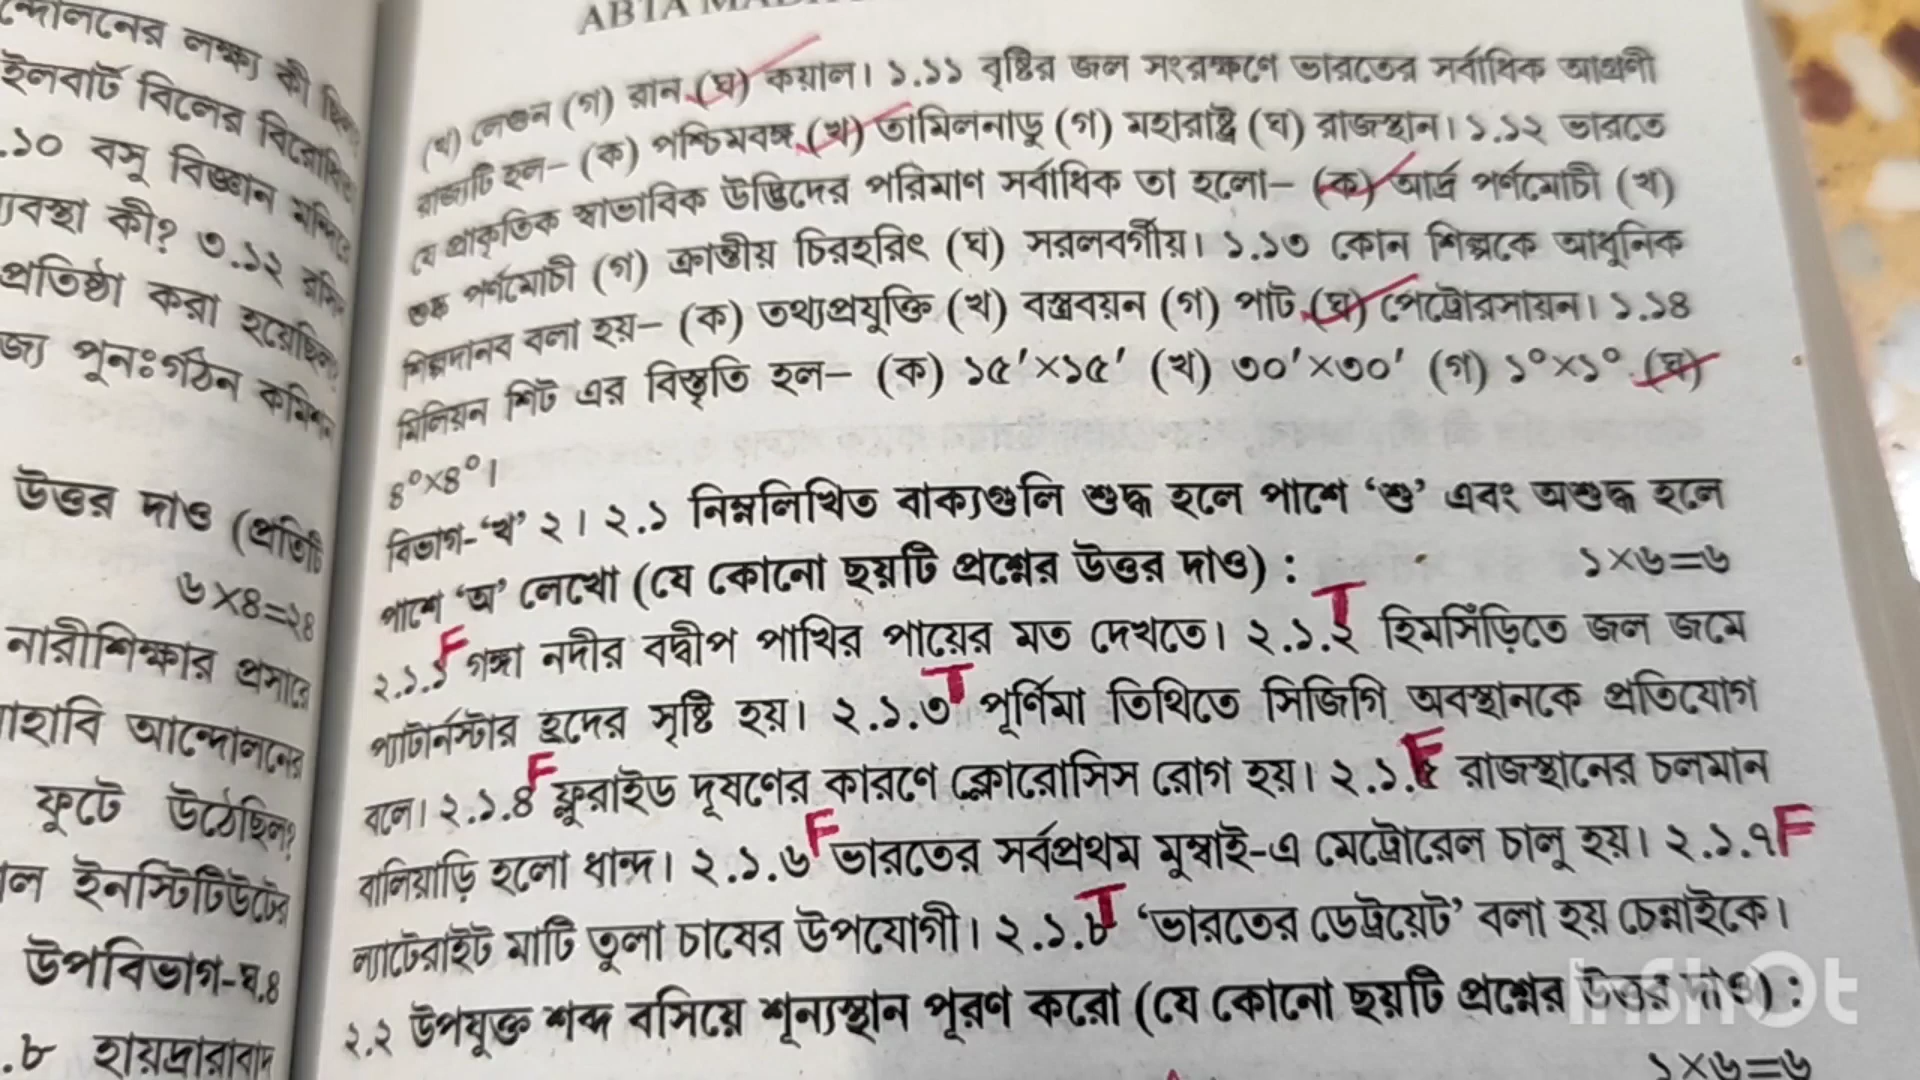 ন্দোলনের লক্ষ্য কী
ইলবার্ট বিলের বিরোধিতা
.১০ বসু বিজ্ঞান মন্দির
্যবস্থা কী? ৩.১২ রশিদ
প্রতিষ্ঠা করা হয়েছিল
জ্য পুনঃর্গঠন কমিশন
উত্তর দাও (প্রতিটি
৬×৪=২৪
নারীশিক্ষার প্রসারে
াহাবি আন্দোলনের
ফুটে উঠেছিল?
ল ইনস্টিটিউটের
উপবিভাগ-ঘ.৪
.৮ হায়দ্রারাবাদ
ABTA
(খ) লেগুন (গ) রান (ঘ) কয়াল। ১.১১ বৃষ্টির জল সংরক্ষণে ভারতের সর্বাধিক অগ্রণী
রাজ্যটি হল– (ক) পশ্চিমবঙ্গ (খ) তামিলনাড়ু (গ) মহারাষ্ট্র (ঘ) রাজস্থান। ১.১২ ভারতে
যে প্রাকৃতিক স্বাভাবিক উদ্ভিদের পরিমাণ সর্বাধিক তা হলো– (ক) আর্দ্র পর্ণমোচী (খ)
শুষ্ক পর্ণমোচী (গ) ক্রান্তীয় চিরহরিৎ (ঘ) সরলবর্গীয়। ১.১৩ কোন শিল্পকে আধুনিক
শিল্পদানব বলা হয়– (ক) তথ্যপ্রযুক্তি (খ) বস্ত্রবয়ন (গ) পাট (ঘ) পেট্রোরসায়ন। ১.১৪
মিলিয়ন শিট এর বিস্তৃতি হল– (ক) ১৫′×১৫′ (খ) ৩০′×৩০′ (গ) ১°×১° (ঘ)
৪°×৪°।
বিভাগ-‘খ’ ২। ২.১ নিম্নলিখিত বাক্যগুলি শুদ্ধ হলে পাশে ‘শু’ এবং অশুদ্ধ হলে
পাশে ‘অ’ লেখো (যে কোনো ছয়টি প্রশ্নের উত্তর দাও) : ১×৬=৬
২.১.১ F গঙ্গা নদীর বদ্বীপ পাখির পায়ের মত দেখতে। ২.১.২ T হিমসিঁড়িতে জল জমে
প্যাটার্নস্টার হ্রদের সৃষ্টি হয়। ২.১.৩ T পূর্ণিমা তিথিতে সিজিগি অবস্থানকে প্রতিযোগ
বলে। ২.১.৪ F ফ্লুরাইড দূষণের কারণে ক্লোরোসিস রোগ হয়। ২.১.৫ F রাজস্থানের চলমান
বালিয়াড়ি হলো ধান্দ। ২.১.৬ F ভারতের সর্বপ্রথম মুম্বাই-এ মেট্রোরেল চালু হয়। ২.১.৭ F
ল্যাটেরাইট মাটি তুলা চাষের উপযোগী। ২.১.৮ T ‘ভারতের ডেট্রয়েট’ বলা হয় চেন্নাইকে।
২.২ উপযুক্ত শব্দ বসিয়ে শূন্যস্থান পূরণ করো (যে কোনো ছয়টি প্রশ্নের উত্তর দাও) :
১×৬=৬
InShOt